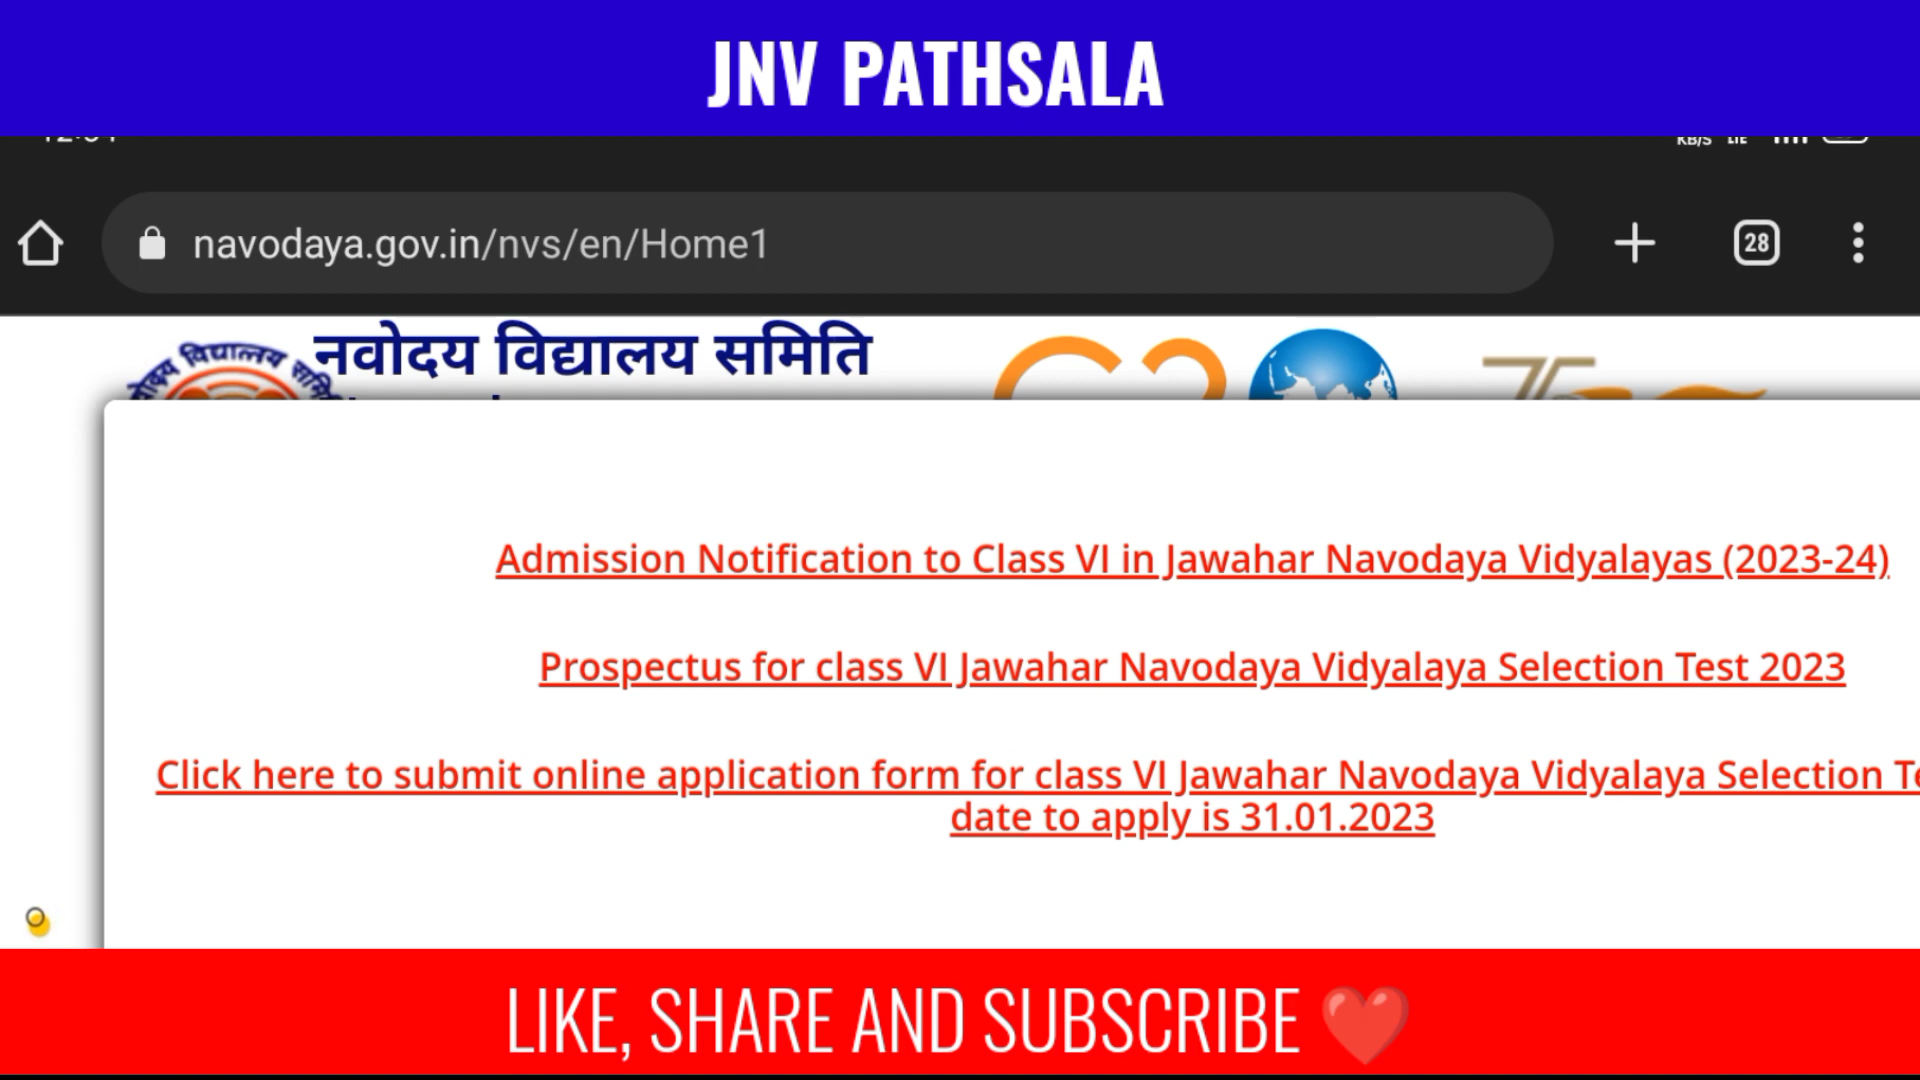 JNV PATHSALA
KB/S LTE
navodaya.gov.in/nvs/en/Home1
28
नवोदय विद्यालय समिति
विद्यालय
Admission Notification to Class VI in Jawahar Navodaya Vidyalayas (2023-24)
Prospectus for class VI Jawahar Navodaya Vidyalaya Selection Test 2023
Click here to submit online application form for class VI Jawahar Navodaya Vidyalaya Selection
date to apply is 31.01.2023
LIKE, SHARE AND SUBSCRIBE ❤️